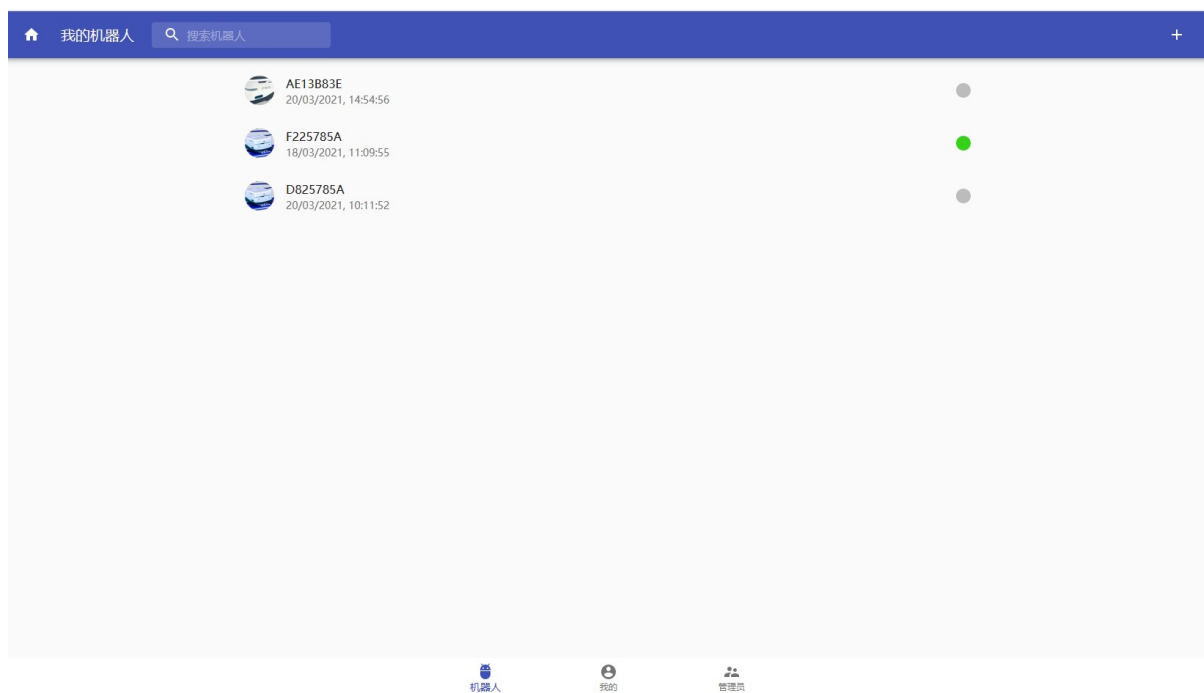 我的机器人
搜索机器人
AE13B83E
20/03/2021, 14:54:56
F225785A
18/03/2021, 11:09:55
D825785A
20/03/2021, 10:11:52
机器人
我的
管理员